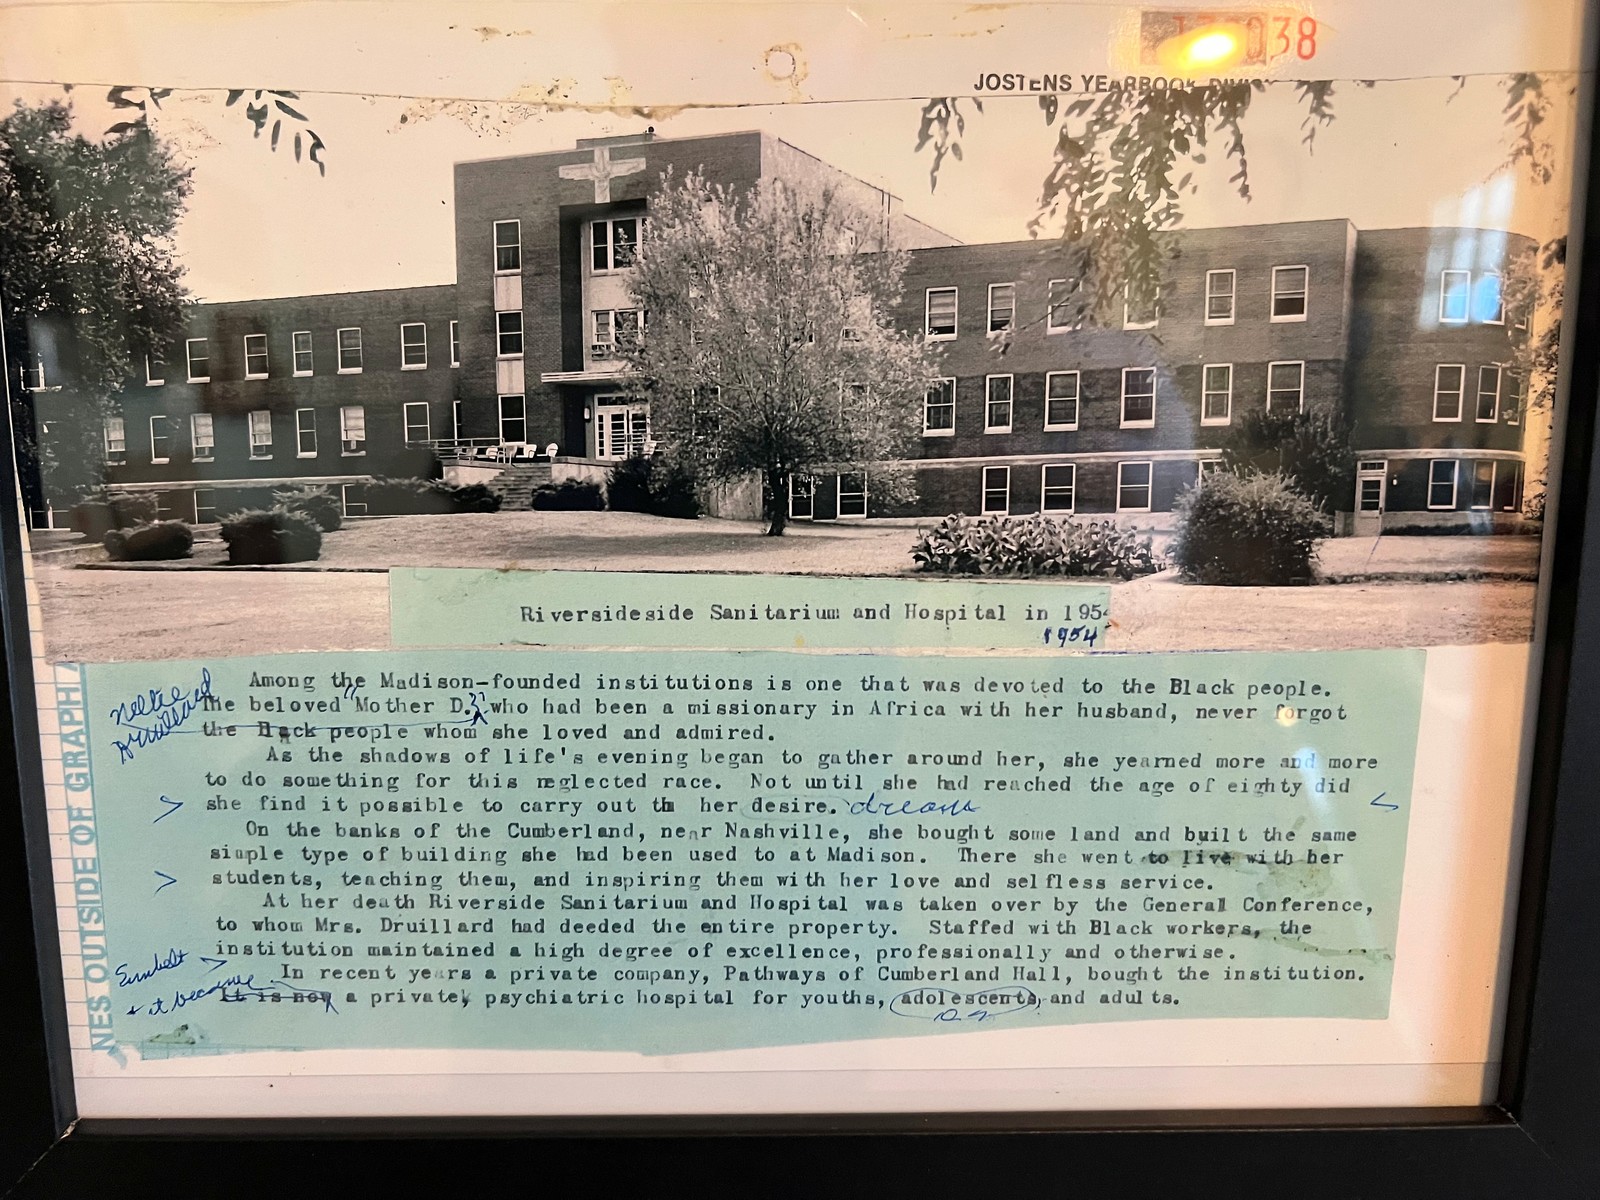 38
JOSTENS YEARBOOK DIVIS
Riversideside Sanitarium and Hospital in 195
1954
Among the Madison-founded institutions is one that was devoted to the Black people.
Nellie
Druillard
The beloved "Mother D." who had been a missionary in Africa with her husband, never forgot
the Black people whom she loved and admired.
As the shadows of life's evening began to gather around her, she yearned more and more
to do something for this neglected race. Not until she had reached the age of eighty did
she find it possible to carry out th her desire. dream
On the banks of the Cumberland, near Nashville, she bought some land and built the same
simple type of building she had been used to at Madison. There she went to live with her
students, teaching them, and inspiring them with her love and selfless service.
At her death Riverside Sanitarium and Hospital was taken over by the General Conference,
to whom Mrs. Druillard had deeded the entire property. Staffed with Black workers, the
institution maintained a high degree of excellence, professionally and otherwise.
In recent years a private company, Pathways of Cumberland Hall, bought the institution.
it became
It is now a private, psychiatric hospital for youths, adolescents, and adults.
NES OUTSIDE OF GRAPH